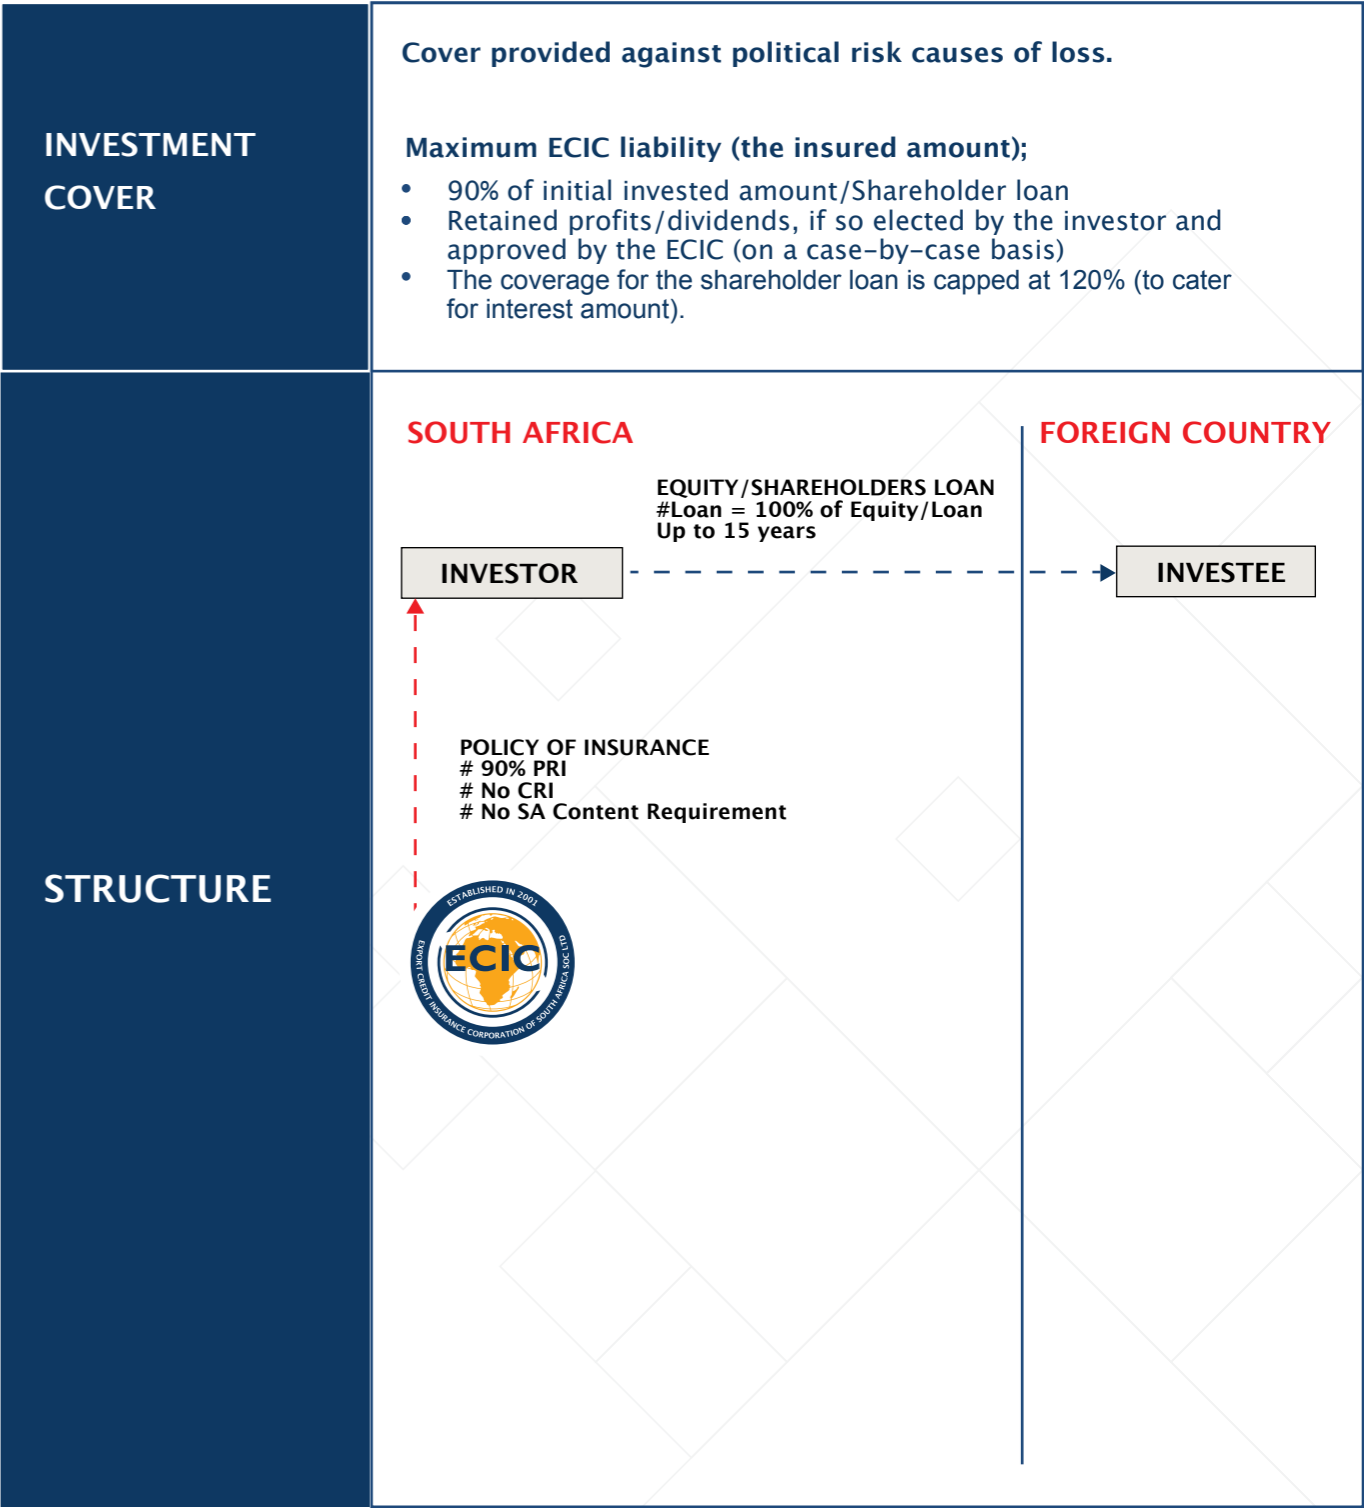 INVESTMENT
COVER
Cover provided against political risk causes of loss.
Maximum ECIC liability (the insured amount);
• 90% of initial invested amount/Shareholder loan
• Retained profits/dividends, if so elected by the investor and
approved by the ECIC (on a case-by-case basis)
• The coverage for the shareholder loan is capped at 120% (to cater
for interest amount).
STRUCTURE
SOUTH AFRICA
FOREIGN COUNTRY
EQUITY/SHAREHOLDERS LOAN
#Loan = 100% of Equity/Loan
Up to 15 years
INVESTOR
INVESTEE
POLICY OF INSURANCE
# 90% PRI
# No CRI
# No SA Content Requirement
ESTABLISHED IN 2001
ECIC
EXPORT CREDIT INSURANCE CORPORATION OF SOUTH AFRICA SOC LTD